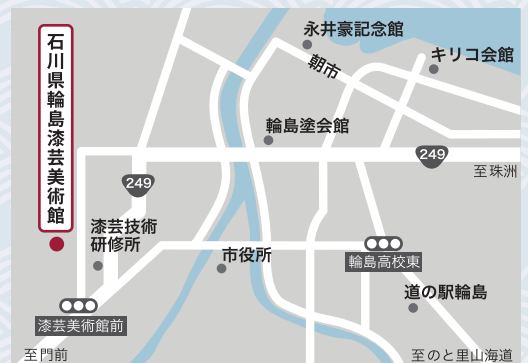 石川県輪島漆芸美術館
永井豪記念館
キリコ会館
朝市
輪島塗会館
249
至珠洲
249
漆芸技術
研修所
市役所
輪島高校東
道の駅輪島
漆芸美術館前
至門前
至のと里山海道